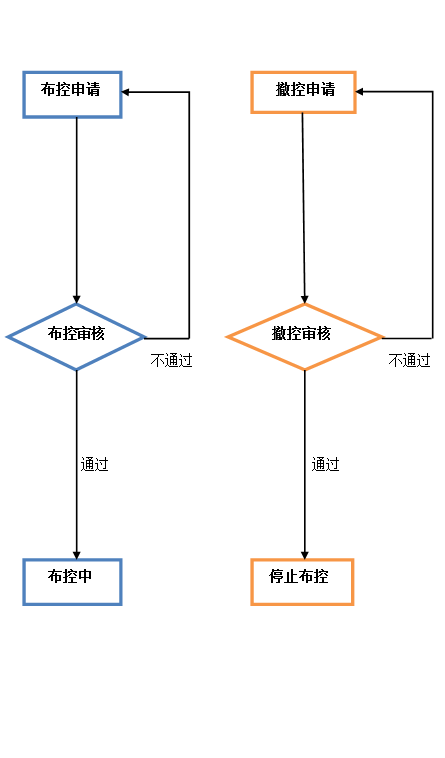 布控申请
撤控申请
布控审核
撤控审核
不通过
不通过
通过
通过
布控中
停止布控